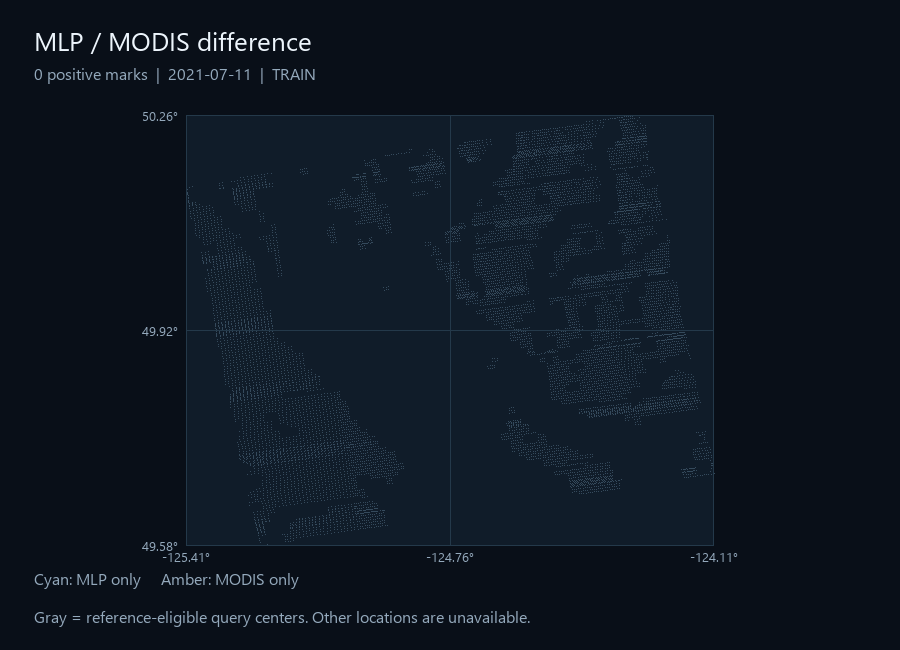 MLP / MODIS difference
0 positive marks | 2021-07-11 | TRAIN
50.26°
49.92°
49.58°
-125.41° -124.76° -124.11°
Cyan: MLP only Amber: MODIS only
Gray = reference-eligible query centers. Other locations are unavailable.